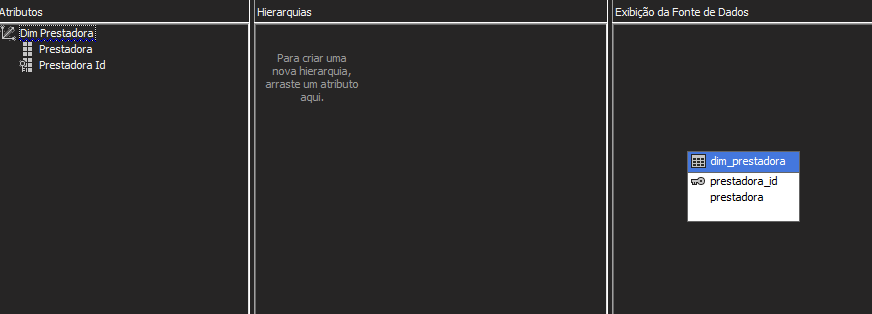 Atributos
Dim Prestadora
Prestadora
Prestadora Id
Hierarquias
Para criar uma
nova hierarquia,
arraste um atributo
aqui.
Exibição da Fonte de Dados
dim_prestadora
prestadora_id
prestadora